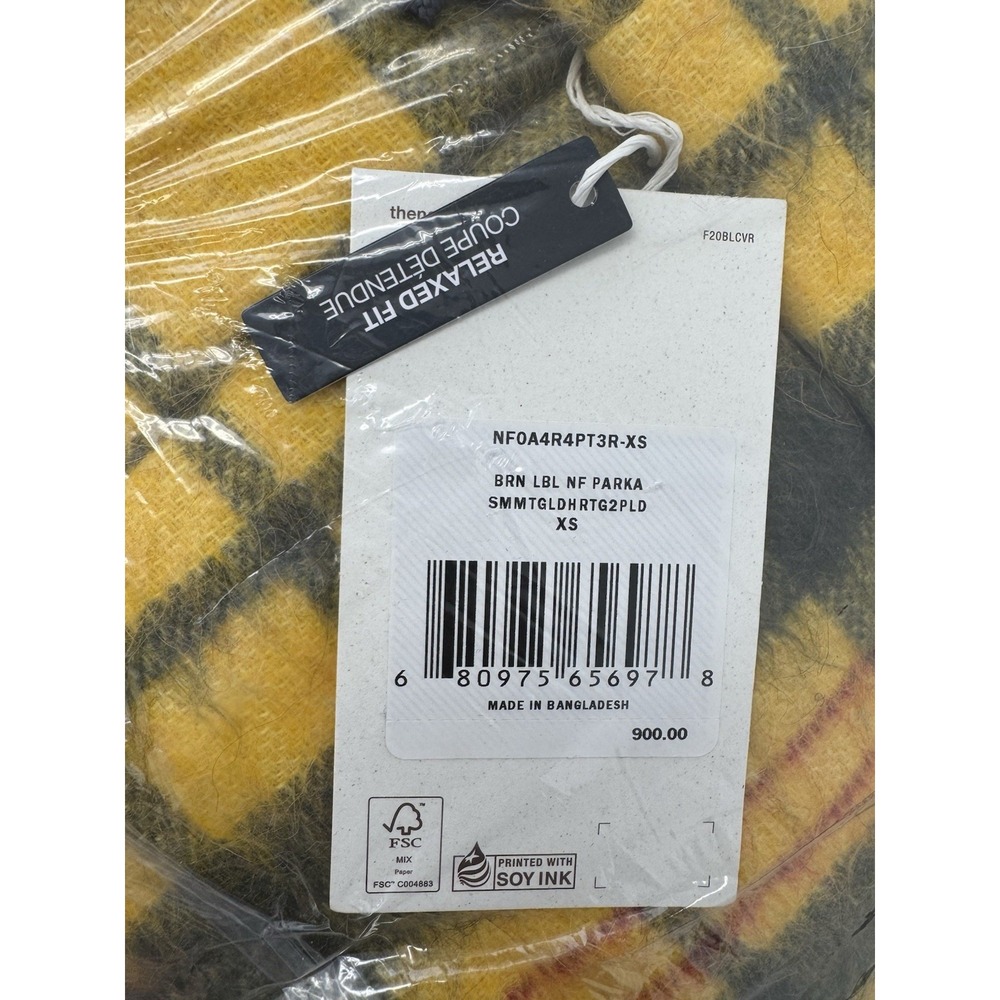 F20BLCVR
RELAXED FIT
COUPE DÉTENDUE
NF0A4R4PT3R-XS
BRN LBL NF PARKA
SMMTGLDHRTG2PLD
XS
6 80975 65697 8
MADE IN BANGLADESH
900.00
FSC
MIX
Paper
FSC™ C004883
PRINTED WITH
SOY INK